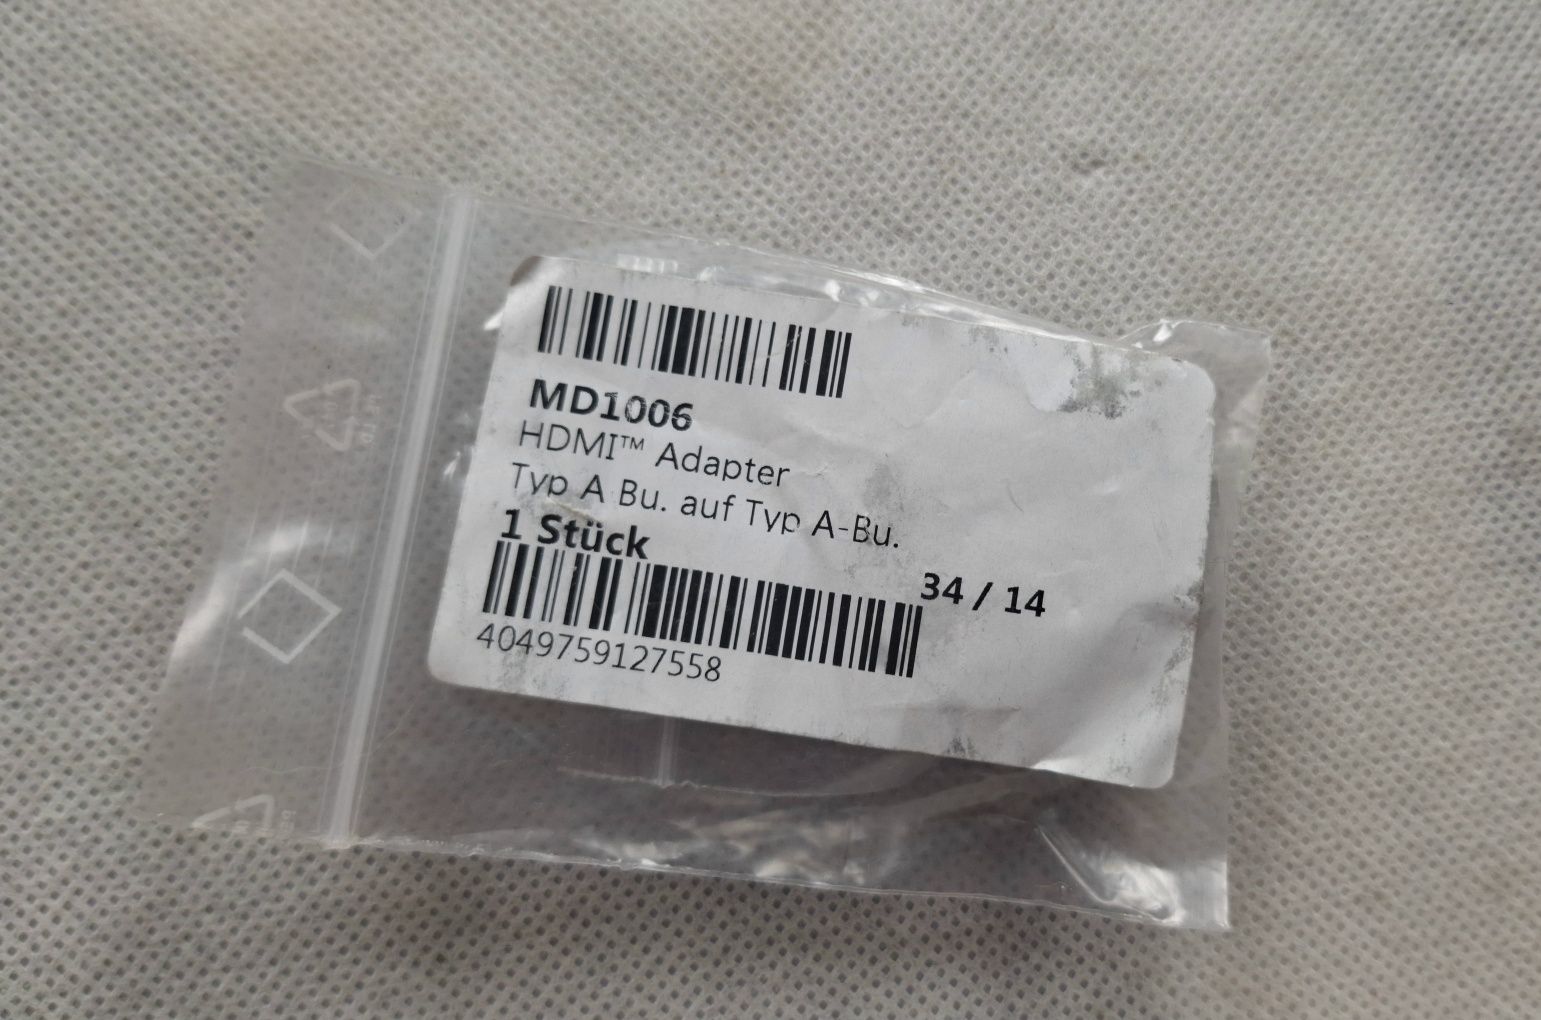 MD1006
HDMI™ Adapter
Typ A Bu. auf Typ A-Bu.
1 Stück
34 / 14
4049759127558